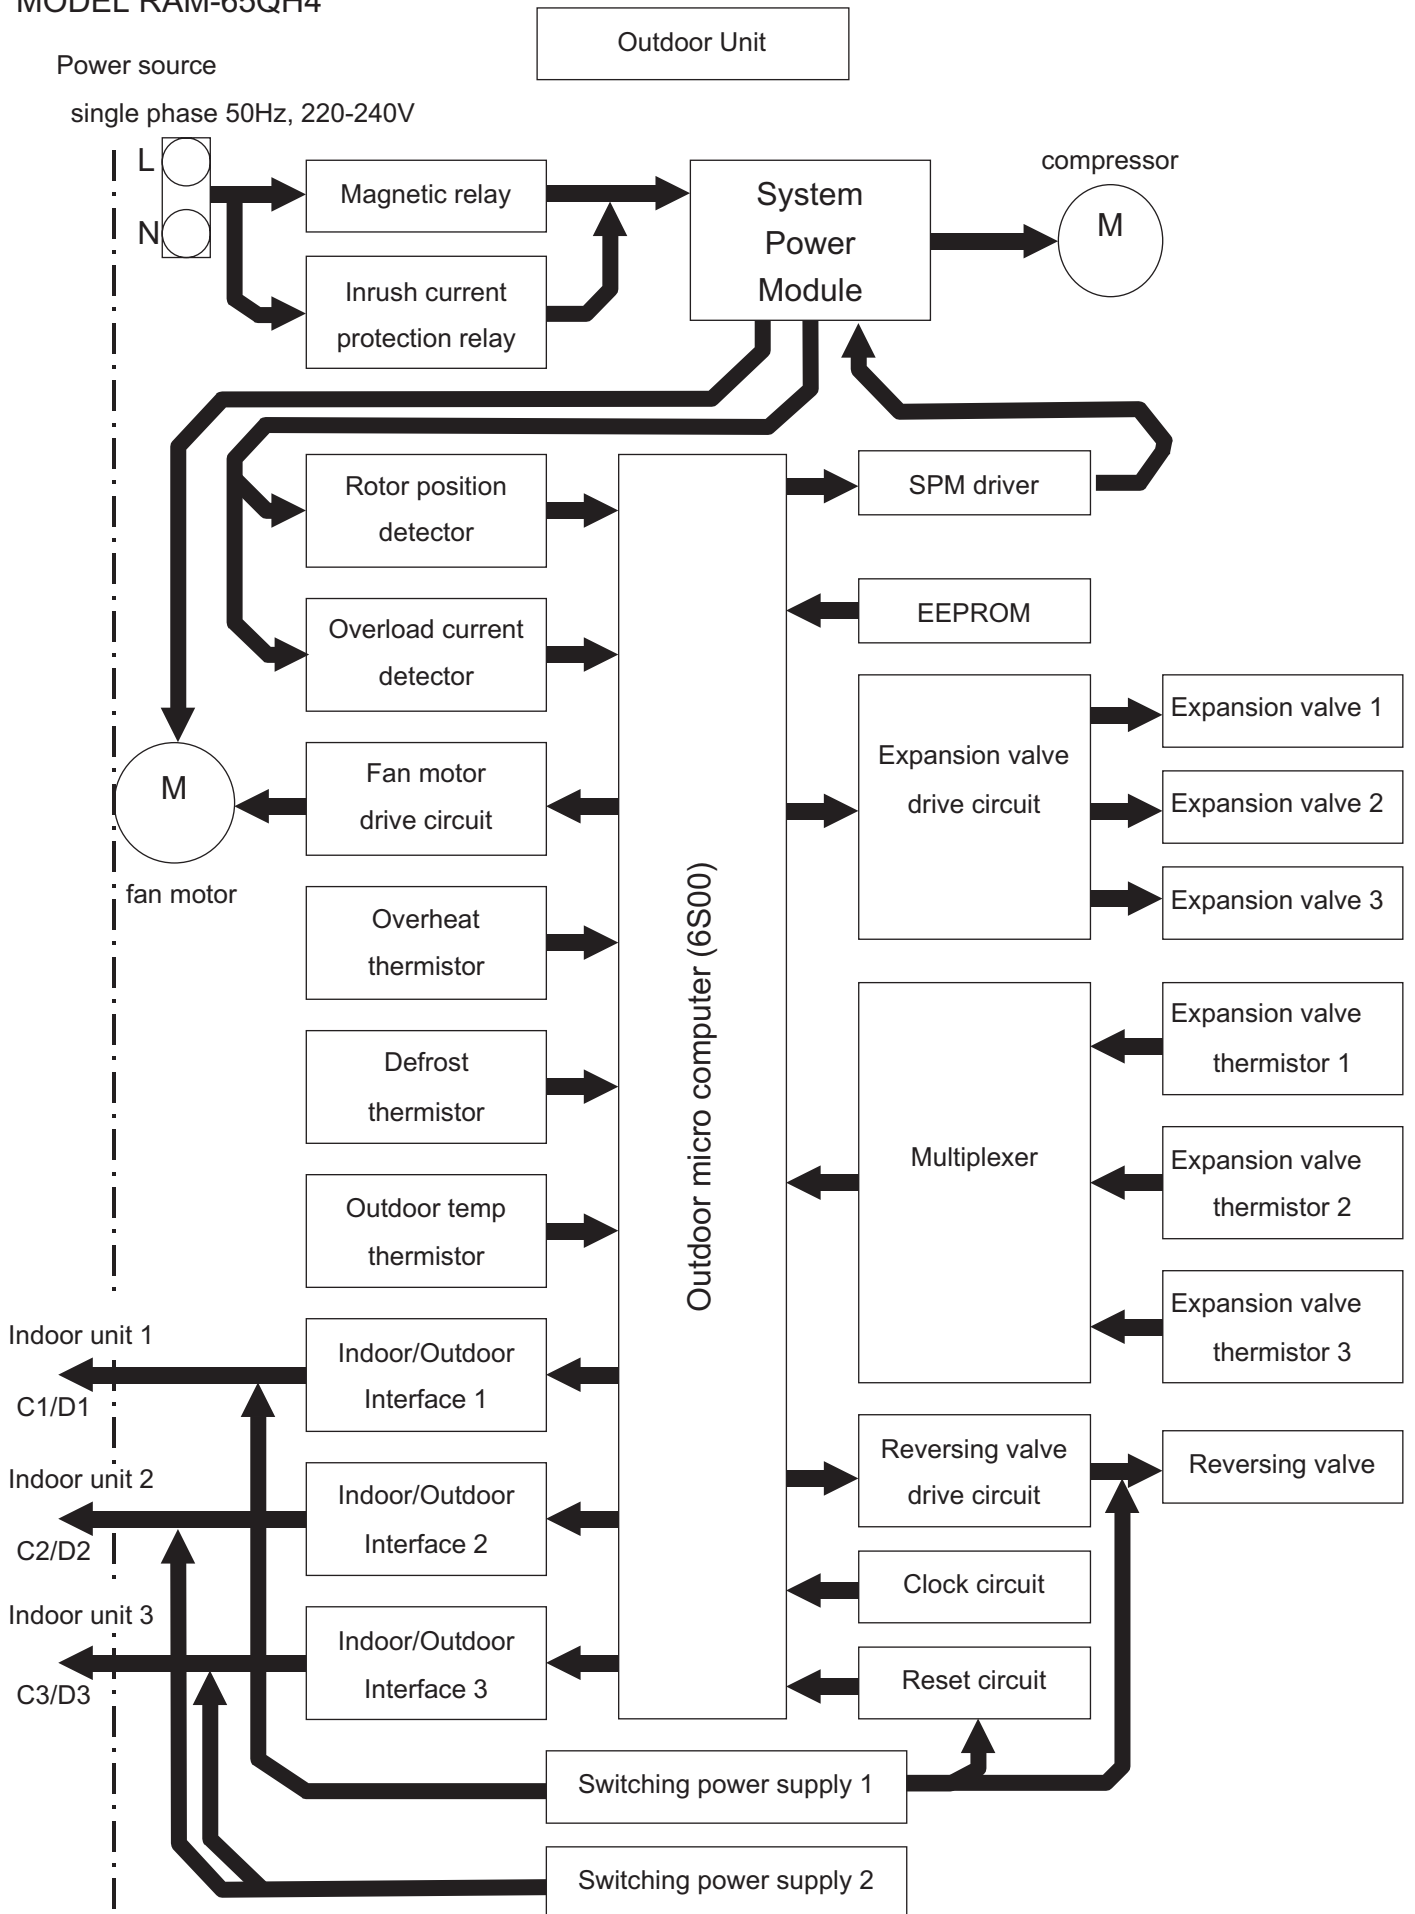 MODEL RAM-65QH4
Outdoor Unit
Power source
single phase 50Hz, 220-240V
L
N
Magnetic relay
Inrush current
protection relay
System
Power
Module
compressor
M
Rotor position
detector
Overload current
detector
M
fan motor
Fan motor
drive circuit
Overheat
thermistor
Defrost
thermistor
Outdoor temp
thermistor
Outdoor micro computer (6S00)
SPM driver
EEPROM
Expansion valve
drive circuit
Expansion valve 1
Expansion valve 2
Expansion valve 3
Multiplexer
Expansion valve
thermistor 1
Expansion valve
thermistor 2
Expansion valve
thermistor 3
Indoor unit 1
C1/D1
Indoor/Outdoor
Interface 1
Indoor unit 2
C2/D2
Indoor/Outdoor
Interface 2
Indoor unit 3
C3/D3
Indoor/Outdoor
Interface 3
Reversing valve
drive circuit
Reversing valve
Clock circuit
Reset circuit
Switching power supply 1
Switching power supply 2